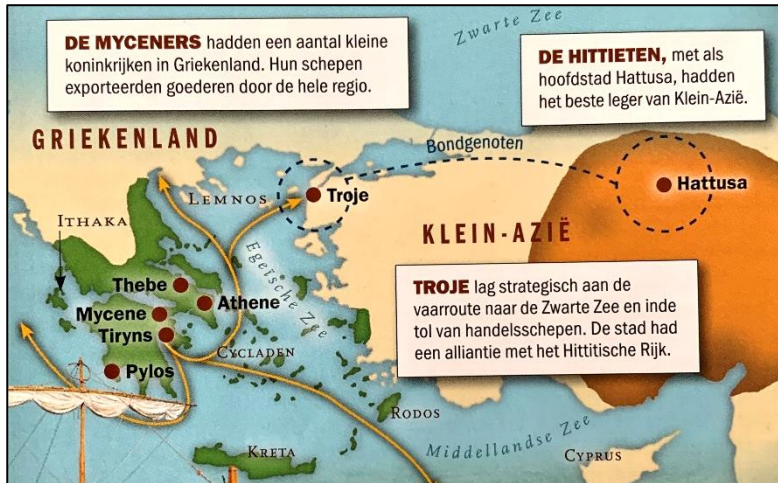 Zwarte Zee
DE MYCENERS hadden een aantal kleine
koninkrijken in Griekenland. Hun schepen
exporteerden goederen door de hele regio.
DE HITTIETEN, met als
hoofdstad Hattusa, hadden
het beste leger van Klein-Azië.
GRIEKENLAND
Bondgenoten
LEMNOS
Troje
Hattusa
ITHAKA
KLEIN-AZIË
Egeische Zee
Thebe
Athene
Mycene
Tiryns
CYCLADEN
Pylos
TROJE lag strategisch aan de
vaarroute naar de Zwarte Zee en inde
tol van handelsschepen. De stad had
een alliantie met het Hittitische Rijk.
RODOS
Middellandse Zee
KRETA
CYPRUS